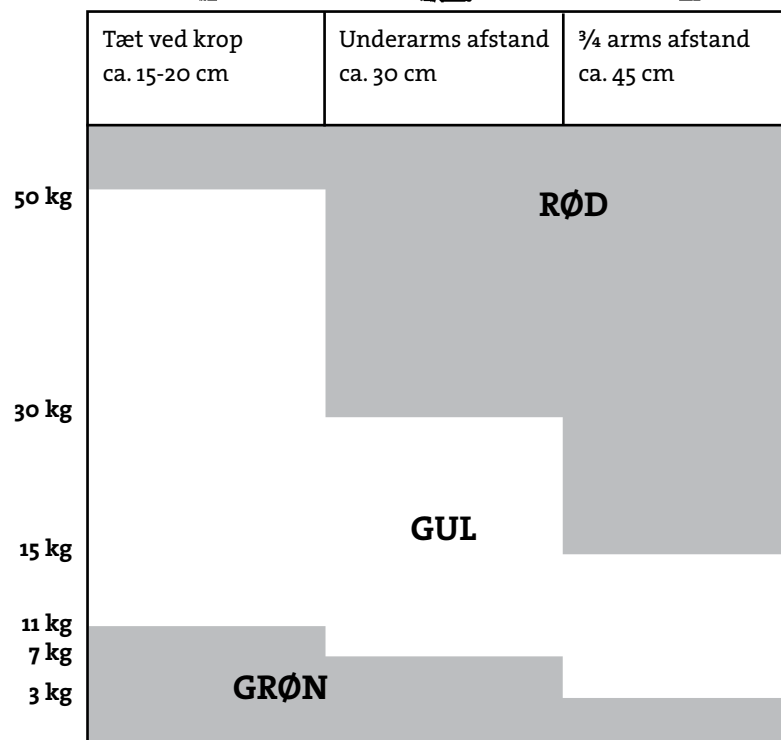 Tæt ved krop
ca. 15-20 cm
Underarms afstand
ca. 30 cm
¾ arms afstand
ca. 45 cm
50 kg
RØD
30 kg
GUL
15 kg
11 kg
7 kg
GRØN
3 kg